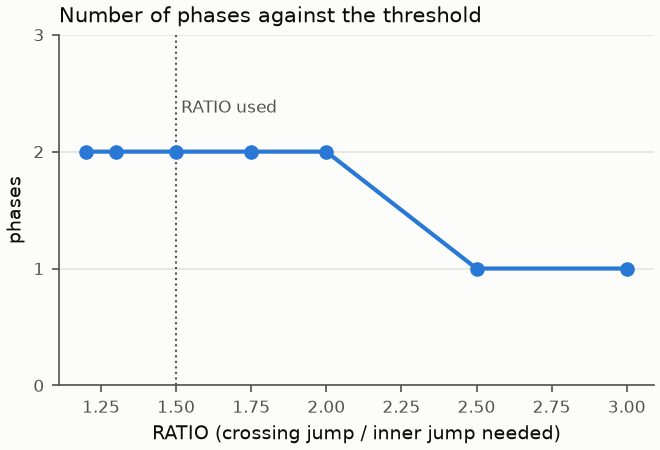 Number of phases against the threshold
3
RATIO used
2
phases
1
0
1.25 1.50 1.75 2.00 2.25 2.50 2.75 3.00
RATIO (crossing jump / inner jump needed)